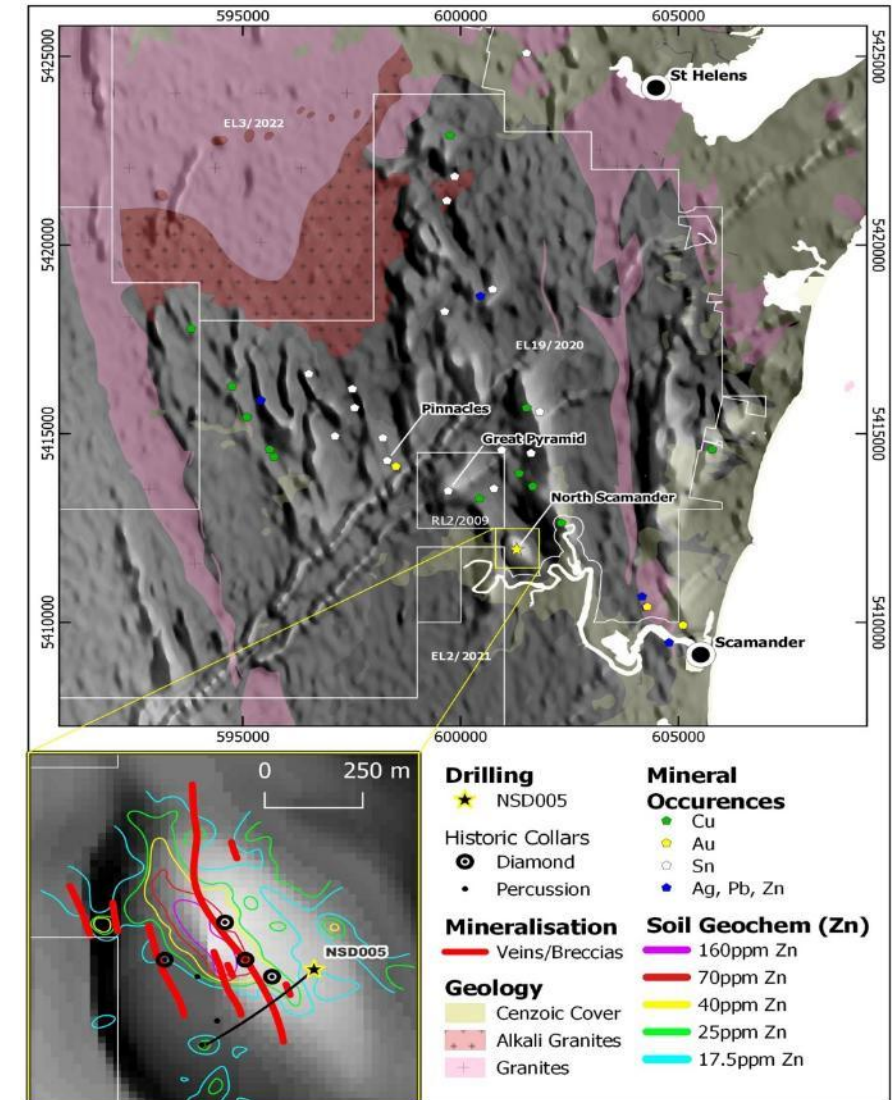 595000
600000
605000
5425000
5425000
St Helens
EL3/2022
5420000
5420000
EL19/2020
Pinnacles
5415000
5415000
Great Pyramid
North Scamander
RL2/2009
5410000
5410000
Scamander
EL2/2021
595000
600000
605000
0 250 m
NSD005
Drilling
NSD005
Historic Collars
Diamond
Percussion
Mineralisation
Veins/Breccias
Geology
Cenzoic Cover
Alkali Granites
Granites
Mineral
Occurences
Cu
Au
Sn
Ag, Pb, Zn
Soil Geochem (Zn)
160ppm Zn
70ppm Zn
40ppm Zn
25ppm Zn
17.5ppm Zn